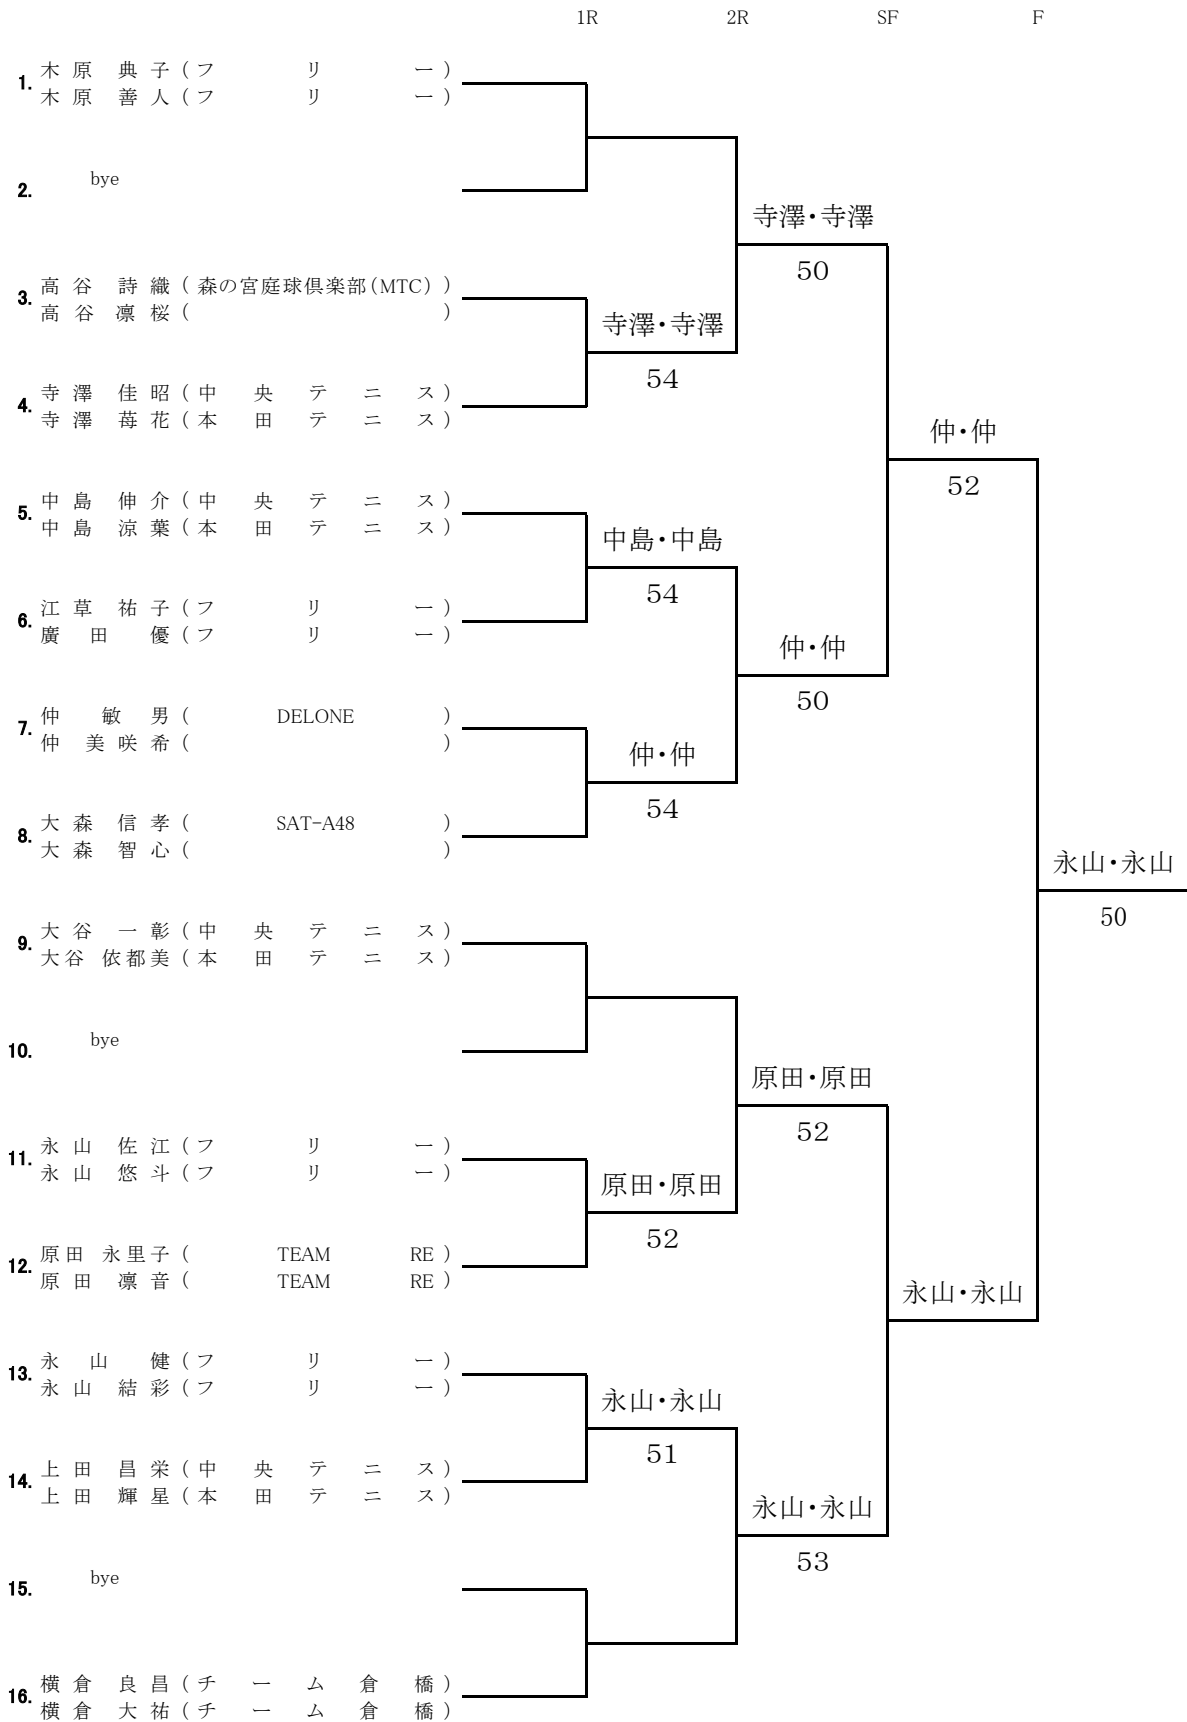 1R 2R SF F
1. 木原 典子 (フリー)
木原 善人 (フリー)
2. bye
寺澤・寺澤
50
3. 高谷 詩織 ( 森の宮庭球倶楽部(MTC) )
高谷 凛桜 ( )
寺澤・寺澤
54
4. 寺澤 佳昭 (中央テニス)
寺澤 苺花 (本田テニス)
仲・仲
52
5. 中島 伸介 (中央テニス)
中島 涼葉 (本田テニス)
中島・中島
54
6. 江草 祐子 (フリー)
廣田 優 (フリー)
仲・仲
50
7. 仲 敏男 ( DELONE )
仲 美咲希 ( )
仲・仲
54
8. 大森 信孝 ( SAT-A48 )
大森 智心 ( )
永山・永山
50
9. 大谷 一彰 (中央テニス)
大谷 依都美 (本田テニス)
10. bye
原田・原田
52
11. 永山 佐江 (フリー)
永山 悠斗 (フリー)
原田・原田
52
12. 原田 永里子 ( TEAM RE )
原田 凛音 ( TEAM RE )
永山・永山
13. 永山 健 (フリー)
永山 結彩 (フリー)
永山・永山
51
14. 上田 昌栄 (中央テニス)
上田 輝星 (本田テニス)
永山・永山
53
15. bye
16. 横倉 良昌 (チーム倉橋)
横倉 大祐 (チーム倉橋)